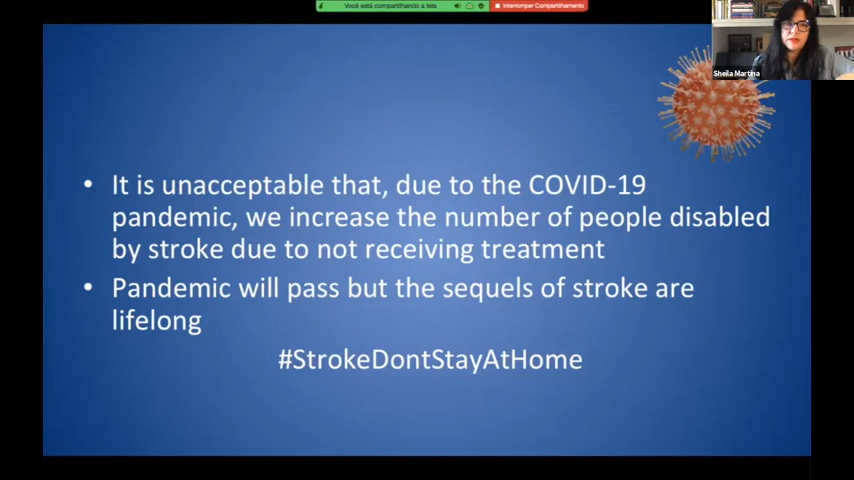 Você está compartilhando a tela
Interromper Compartilhamento
Sheila Martins
• It is unacceptable that, due to the COVID-19
pandemic, we increase the number of people disabled
by stroke due to not receiving treatment
• Pandemic will pass but the sequels of stroke are
lifelong
#StrokeDontStayAtHome